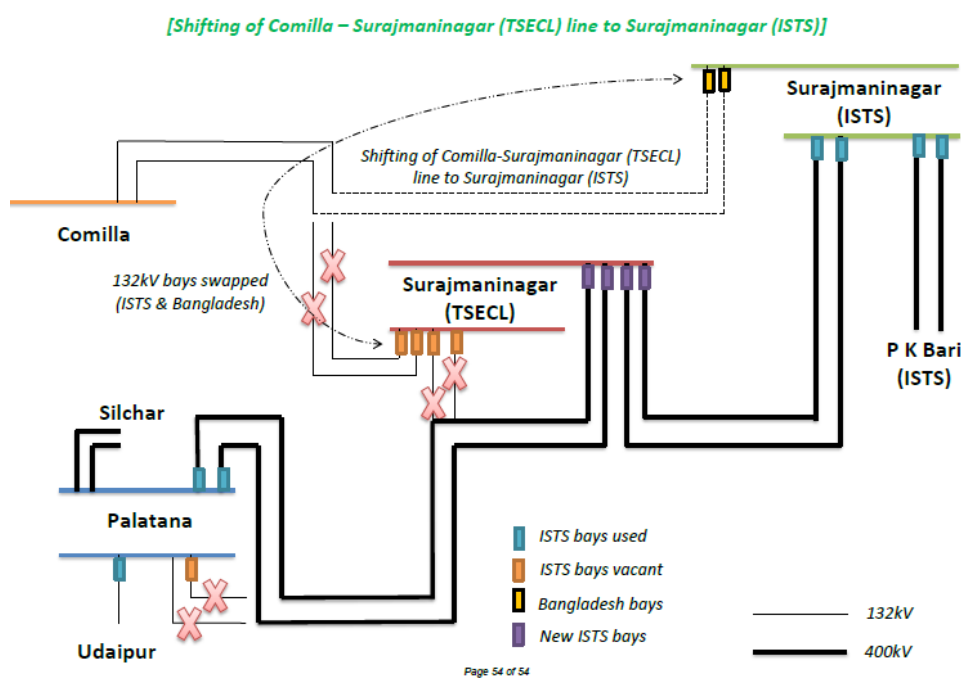 [Shifting of Comilla – Surajmaninagar (TSECL) line to Surajmaninagar (ISTS)]
Surajmaninagar
(ISTS)
Shifting of Comilla-Surajmaninagar (TSECL)
line to Surajmaninagar (ISTS)
Comilla
132kV bays swapped
(ISTS & Bangladesh)
Surajmaninagar
(TSECL)
P K Bari
(ISTS)
Silchar
Palatana
ISTS bays used
ISTS bays vacant
Bangladesh bays
New ISTS bays
132kV
400kV
Udaipur
Page 54 of 54